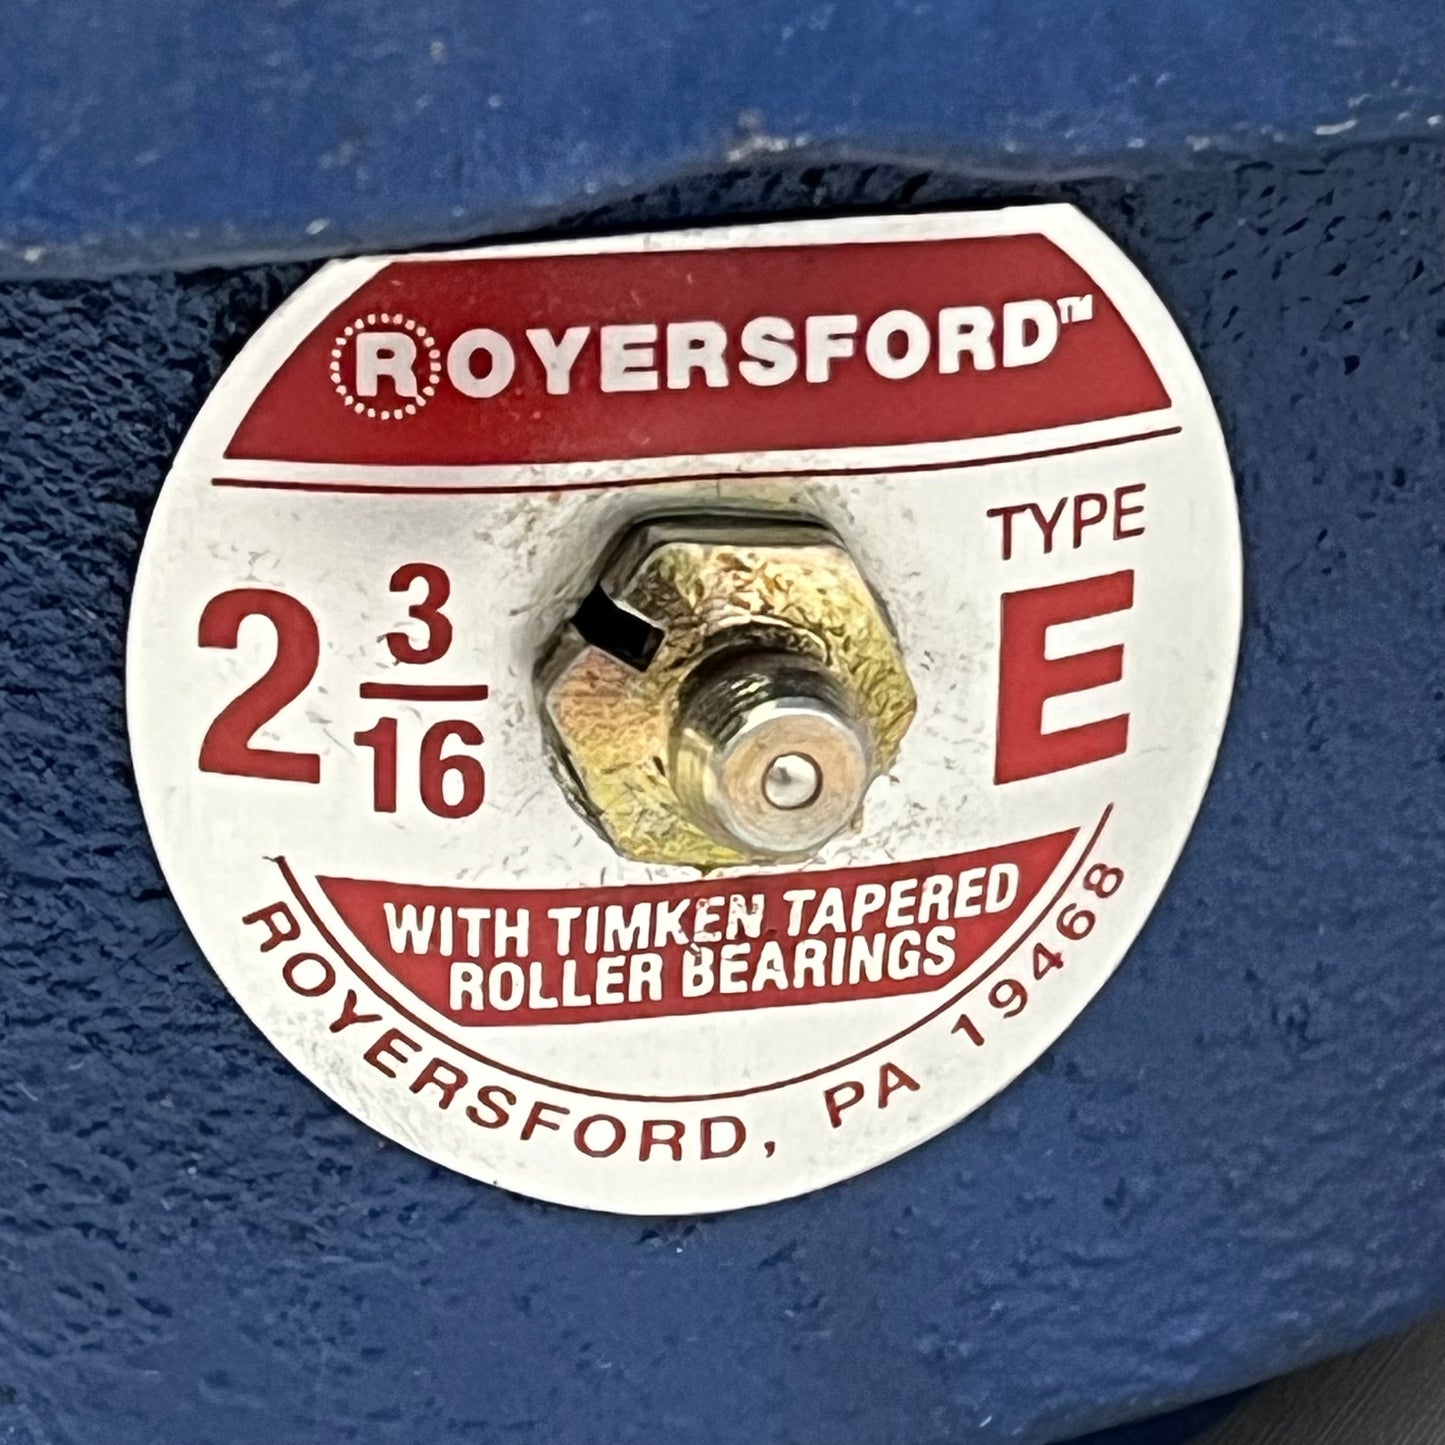 ROYERSFORD™
TYPE
2 3/16
E
WITH TIMKEN TAPERED
ROLLER BEARINGS
ROYERSFORD, PA 19468